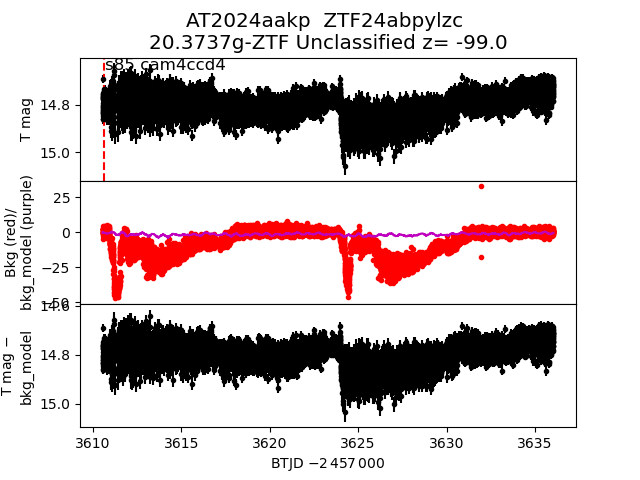 AT2024aakp  ZTF24abpylzc
20.3737g-ZTF Unclassified z= -99.0
s85 cam4ccd4
T mag
14.8
15.0
Bkg (red)/
bkg_model (purple)
25
0
−25
−50
T mag −
bkg_model
14.6
14.8
15.0
3610
3615
3620
3625
3630
3635
BTJD −2 457 000